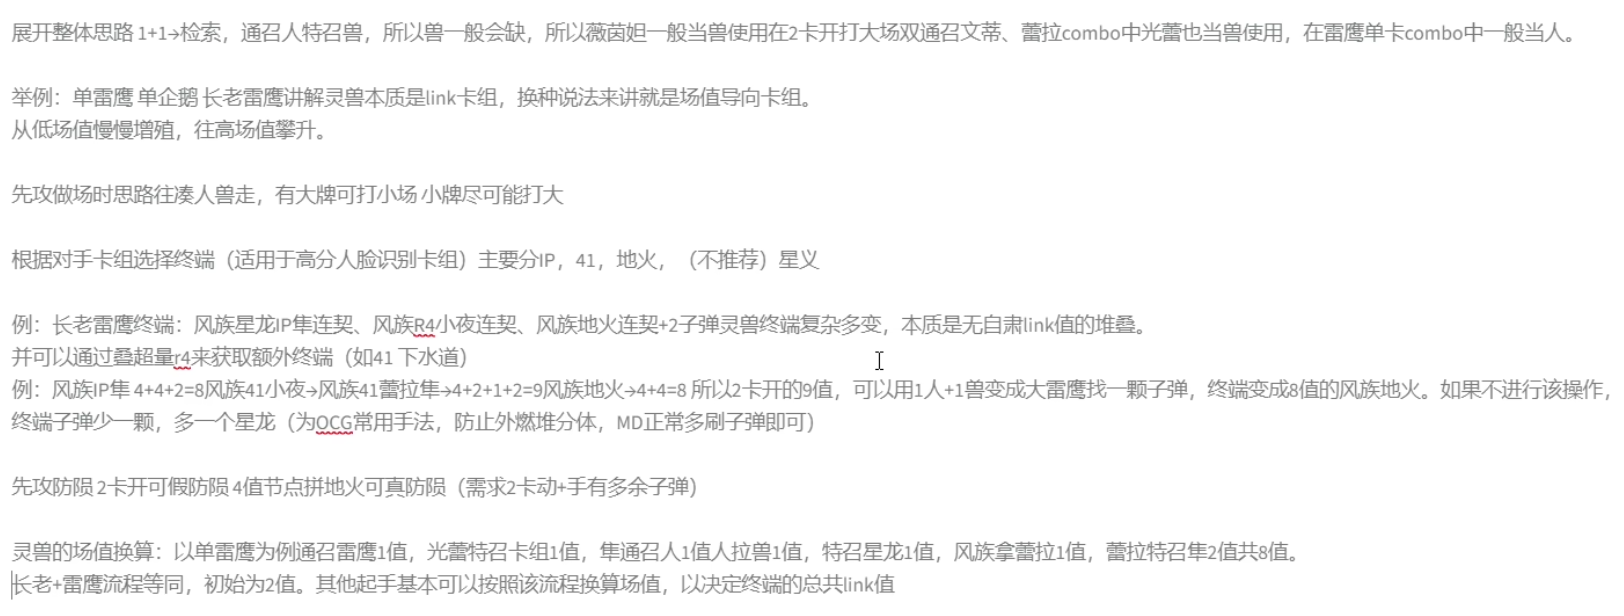 展开整体思路 1+1→检索，通召人特召兽，所以兽一般会缺，所以薇茵妲一般当兽使用在2卡开打大场双通召文蒂、蕾拉combo中光蕾也当兽使用，在雷鹰单卡combo中一般当人。
举例：单雷鹰 单企鹅 长老雷鹰讲解灵兽本质是link卡组，换种说法来讲就是场值导向卡组。
从低场值慢慢增殖，往高场值攀升。
先攻做场时思路往凑人兽走，有大牌可打小场 小牌尽可能打大
根据对手卡组选择终端（适用于高分人脸识别卡组）主要分IP，41，地火，（不推荐）星义
例：长老雷鹰终端：风族星龙IP隼连契、风族R4小夜连契、风族地火连契+2子弹灵兽终端复杂多变，本质是无自肃link值的堆叠。
并可以通过叠超量r4来获取额外终端（如41 下水道）
例：风族IP隼 4+4+2=8风族41小夜→风族41蕾拉隼→4+2+1+2=9风族地火→4+4=8 所以2卡开的9值，可以用1人+1兽变成大雷鹰找一颗子弹，终端变成8值的风族地火。如果不进行该操作，
终端子弹少一颗，多一个星龙（为OCG常用手法，防止外燃堆分体，MD正常多刷子弹即可）
先攻防陨 2卡开可假防陨 4值节点拼地火可真防陨（需求2卡动+手有多余子弹）
灵兽的场值换算：以单雷鹰为例通召雷鹰1值，光蕾特召卡组1值，隼通召人1值人拉兽1值，特召星龙1值，风族拿蕾拉1值，蕾拉特召隼2值共8值。
长老+雷鹰流程等同，初始为2值。其他起手基本可以按照该流程换算场值，以决定终端的总共link值